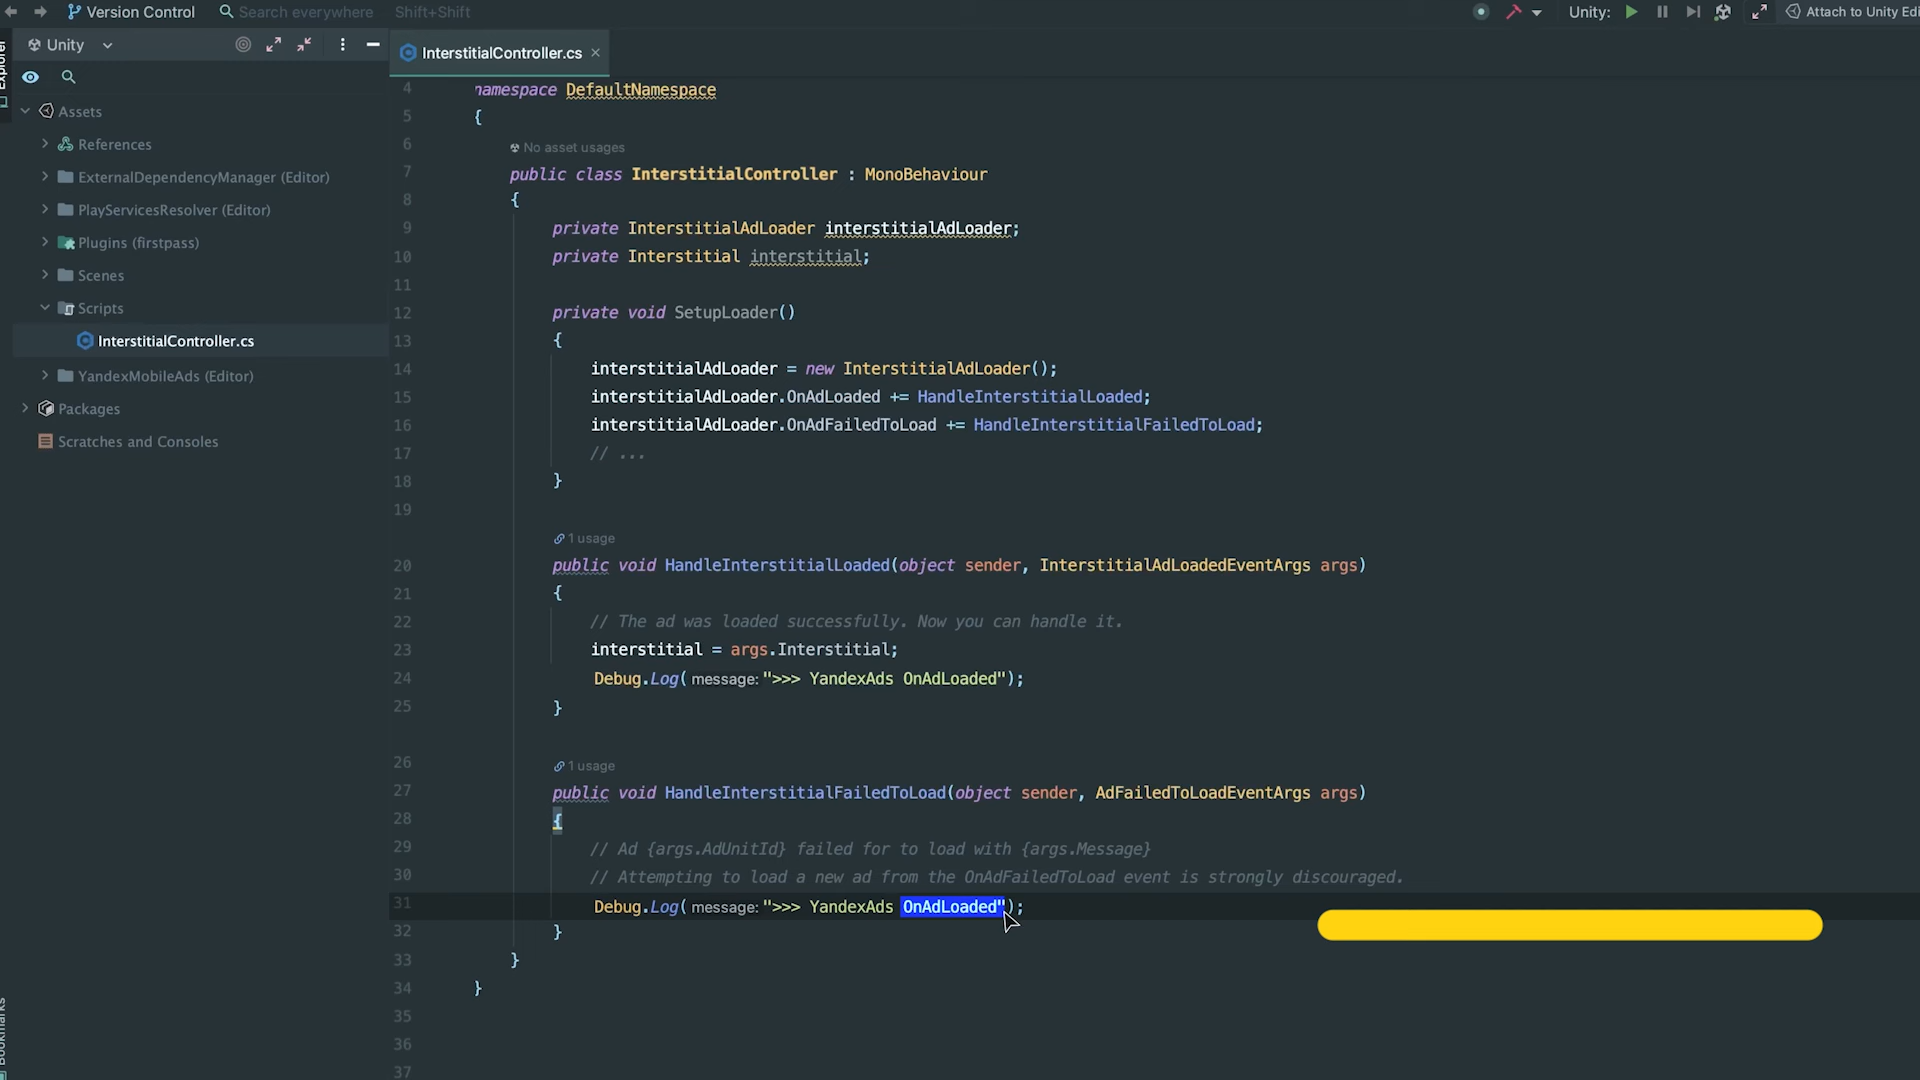 Version Control
Search everywhere
Shift+Shift
Unity:
Attach to Unity Edi
Explorer
Unity
InterstitialController.cs
Assets
References
ExternalDependencyManager (Editor)
PlayServicesResolver (Editor)
Plugins (firstpass)
Scenes
Scripts
InterstitialController.cs
YandexMobileAds (Editor)
Packages
Scratches and Consoles
Bookmarks
4 namespace DefaultNamespace
5 {
6 No asset usages
7 public class InterstitialController : MonoBehaviour
8 {
9 private InterstitialAdLoader interstitialAdLoader;
10 private Interstitial interstitial;
11
12 private void SetupLoader()
13 {
14 interstitialAdLoader = new InterstitialAdLoader();
15 interstitialAdLoader.OnAdLoaded += HandleInterstitialLoaded;
16 interstitialAdLoader.OnAdFailedToLoad += HandleInterstitialFailedToLoad;
17 // ...
18 }
19
1 usage
20 public void HandleInterstitialLoaded(object sender, InterstitialAdLoadedEventArgs args)
21 {
22 // The ad was loaded successfully. Now you can handle it.
23 interstitial = args.Interstitial;
24 Debug.Log( message: ">>> YandexAds OnAdLoaded");
25 }
26 1 usage
27 public void HandleInterstitialFailedToLoad(object sender, AdFailedToLoadEventArgs args)
28 {
29 // Ad {args.AdUnitId} failed for to load with {args.Message}
30 // Attempting to load a new ad from the OnAdFailedToLoad event is strongly discouraged.
31 Debug.Log( message: ">>> YandexAds OnAdLoaded");
32 }
33 }
34 }
35
36
37